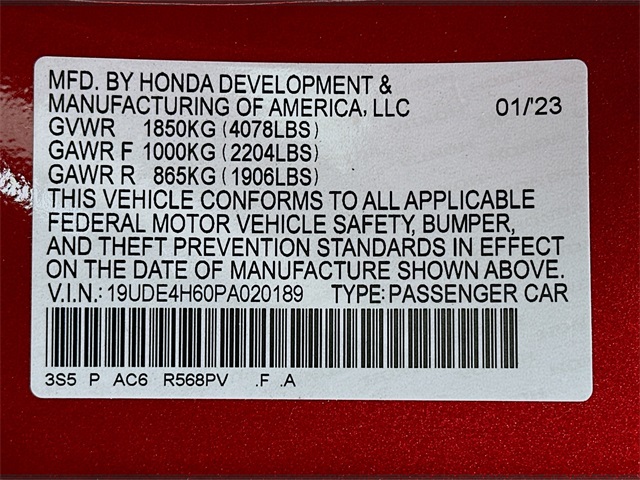 MFD. BY HONDA DEVELOPMENT &
MANUFACTURING OF AMERICA, LLC 01/'23
GVWR 1850KG (4078LBS)
GAWR F 1000KG (2204LBS)
GAWR R 865KG (1906LBS)
THIS VEHICLE CONFORMS TO ALL APPLICABLE
FEDERAL MOTOR VEHICLE SAFETY, BUMPER,
AND THEFT PREVENTION STANDARDS IN EFFECT
ON THE DATE OF MANUFACTURE SHOWN ABOVE.
V.I.N.: 19UDE4H60PA020189 TYPE: PASSENGER CAR
3S5 P AC6 R568PV .F .A